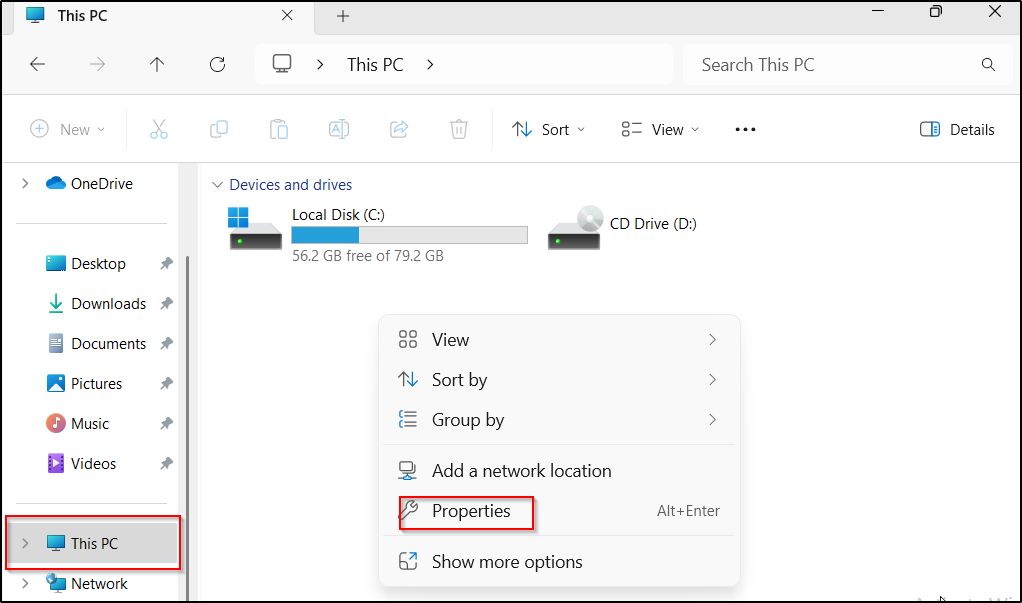 This PC
This PC
Search This PC
New
Sort
View
Details
OneDrive
Desktop
Downloads
Documents
Pictures
Music
Videos
This PC
Network
Devices and drives
Local Disk (C:)
56.2 GB free of 79.2 GB
CD Drive (D:)
View
Sort by
Group by
Add a network location
Properties Alt+Enter
Show more options